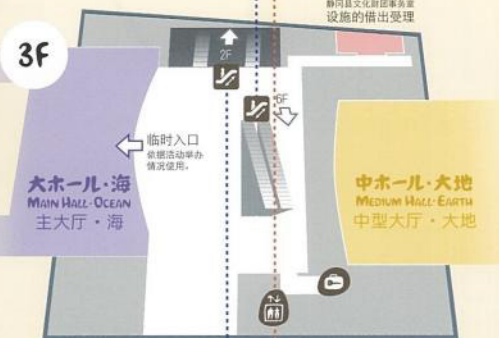 静冈县文化财团事务室
设施的借出受理
3F
2F
6F
临时入口
依据活动举办
情况使用。
大ホール・海
MAIN HALL・OCEAN
主大厅・海
中ホール・大地
MEDIUM HALL・EARTH
中型大厅・大地